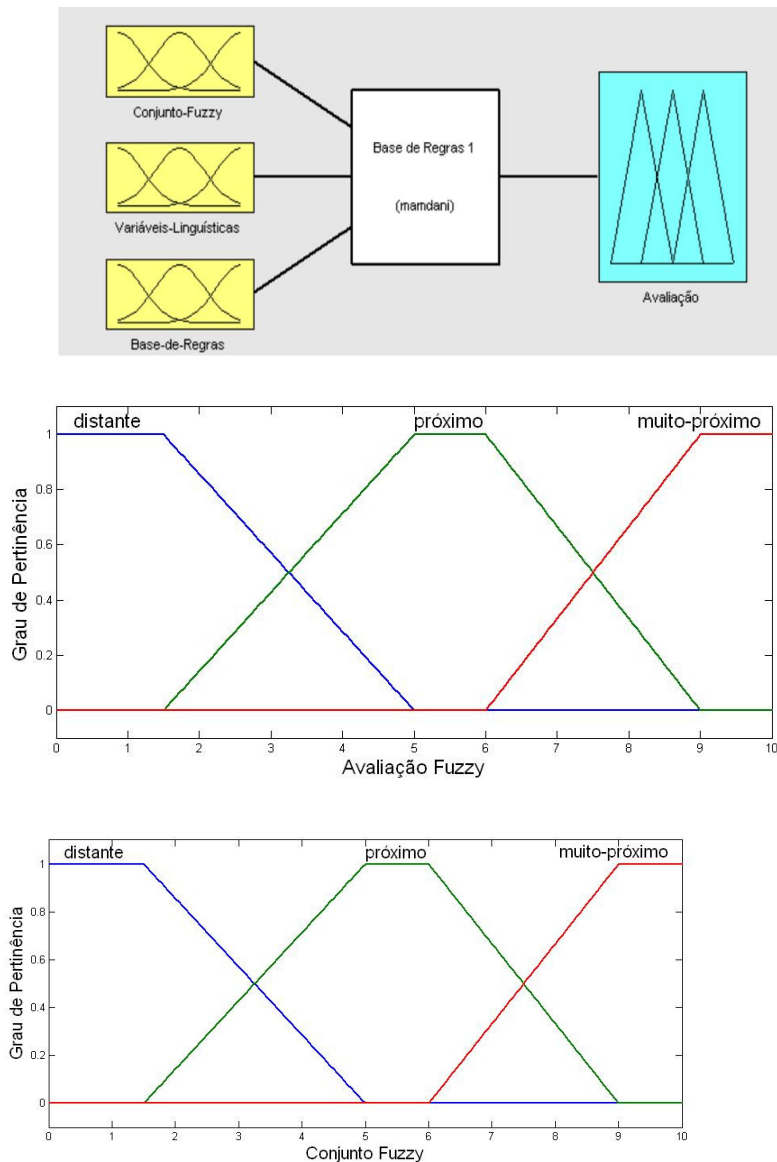 Conjunto-Fuzzy
Variáveis-Linguísticas
Base-de-Regras
Base de Regras 1
(mamdani)
Avaliação
distante próximo muito-próximo
1
0.8
0.6
0.4
0.2
0
Grau de Pertinência
0 1 2 3 4 5 6 7 8 9 10
Avaliação Fuzzy
distante próximo muito-próximo
1
0.8
0.6
0.4
0.2
0
Grau de Pertinência
0 1 2 3 4 5 6 7 8 9 10
Conjunto Fuzzy